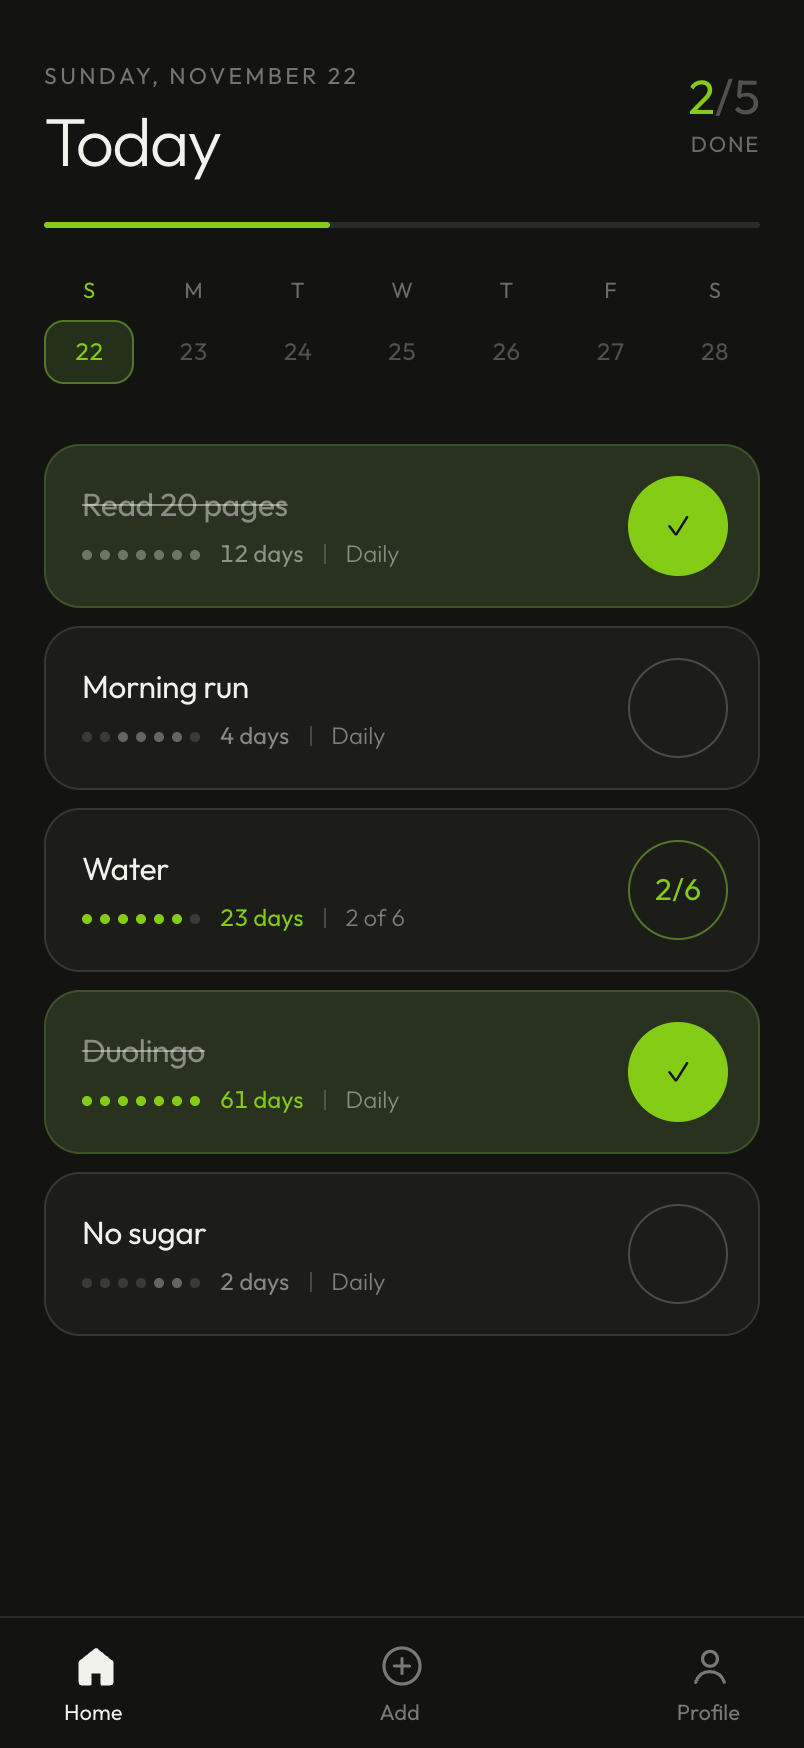 SUNDAY, NOVEMBER 22
Today
2/5
DONE
S M T W T F S
22 23 24 25 26 27 28
Read 20 pages
12 days | Daily
Morning run
4 days | Daily
Water
23 days | 2 of 6
2/6
Duolingo
61 days | Daily
No sugar
2 days | Daily
Home Add Profile